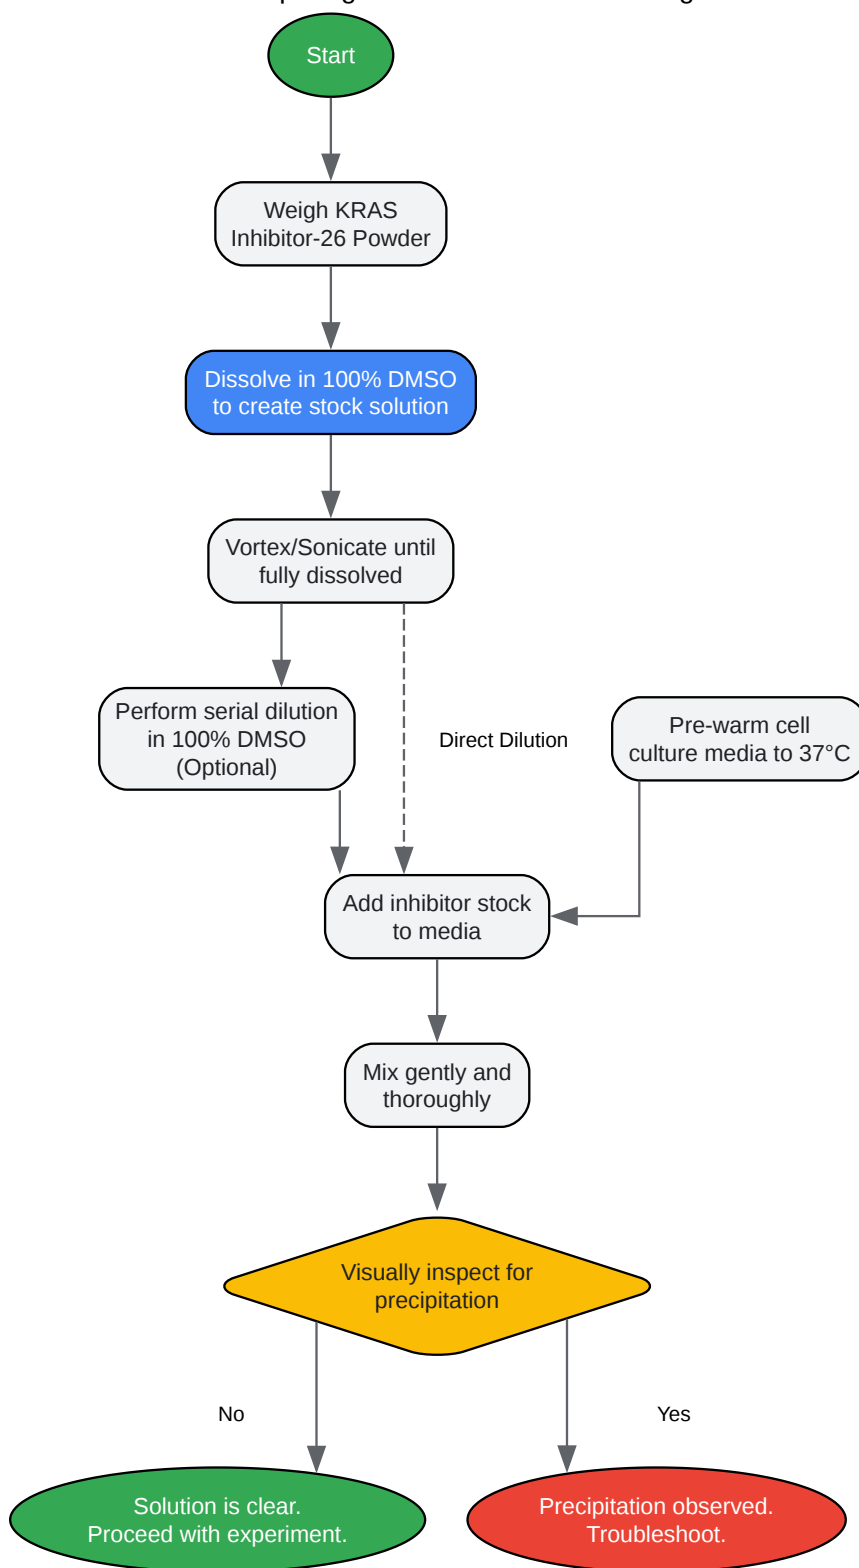 Start
Weigh KRAS
Inhibitor-26 Powder
Dissolve in 100% DMSO
to create stock solution
Vortex/Sonicate until
fully dissolved
Perform serial dilution
in 100% DMSO
(Optional)
Direct Dilution
Pre-warm cell
culture media to 37°C
Add inhibitor stock
to media
Mix gently and
thoroughly
Visually inspect for
precipitation
No
Yes
Solution is clear.
Proceed with experiment.
Precipitation observed.
Troubleshoot.